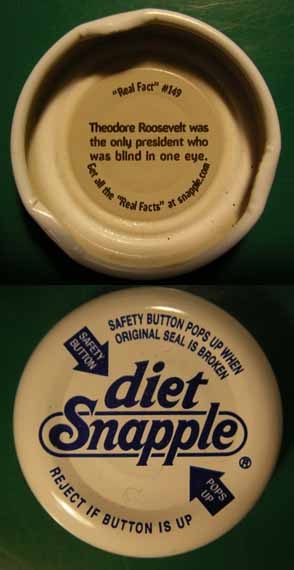 "Real Fact" #149
Theodore Roosevelt was
the only president who
was blind in one eye.
Get all the "Real Facts" at snapple.com
SAFETY BUTTON POPS UP WHEN
ORIGINAL SEAL IS BROKEN
SAFETY
BUTTON
diet
Snapple
®
POPS
UP
REJECT IF BUTTON IS UP